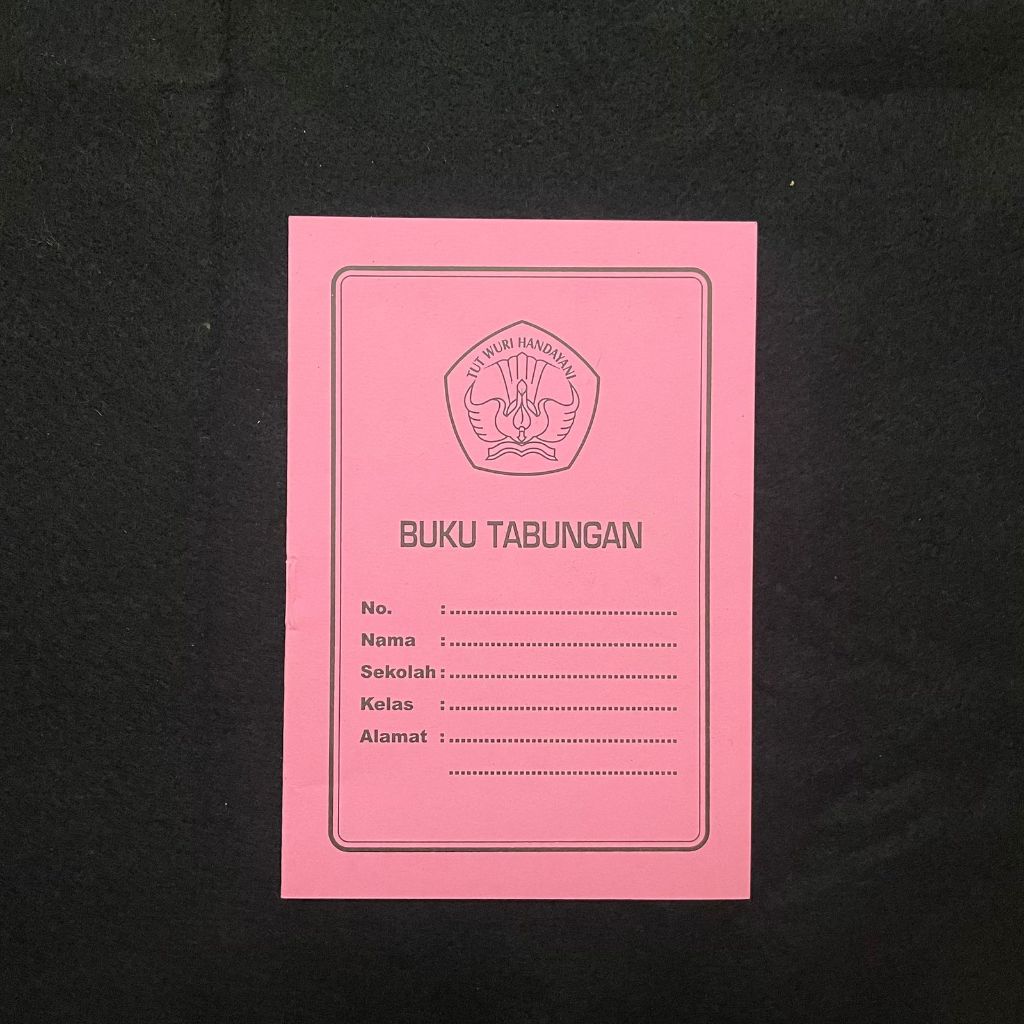 TUT WURI HANDAYANI
BUKU TABUNGAN
No. : ........................................
Nama : ........................................
Sekolah : ........................................
Kelas : ........................................
Alamat : ........................................
........................................